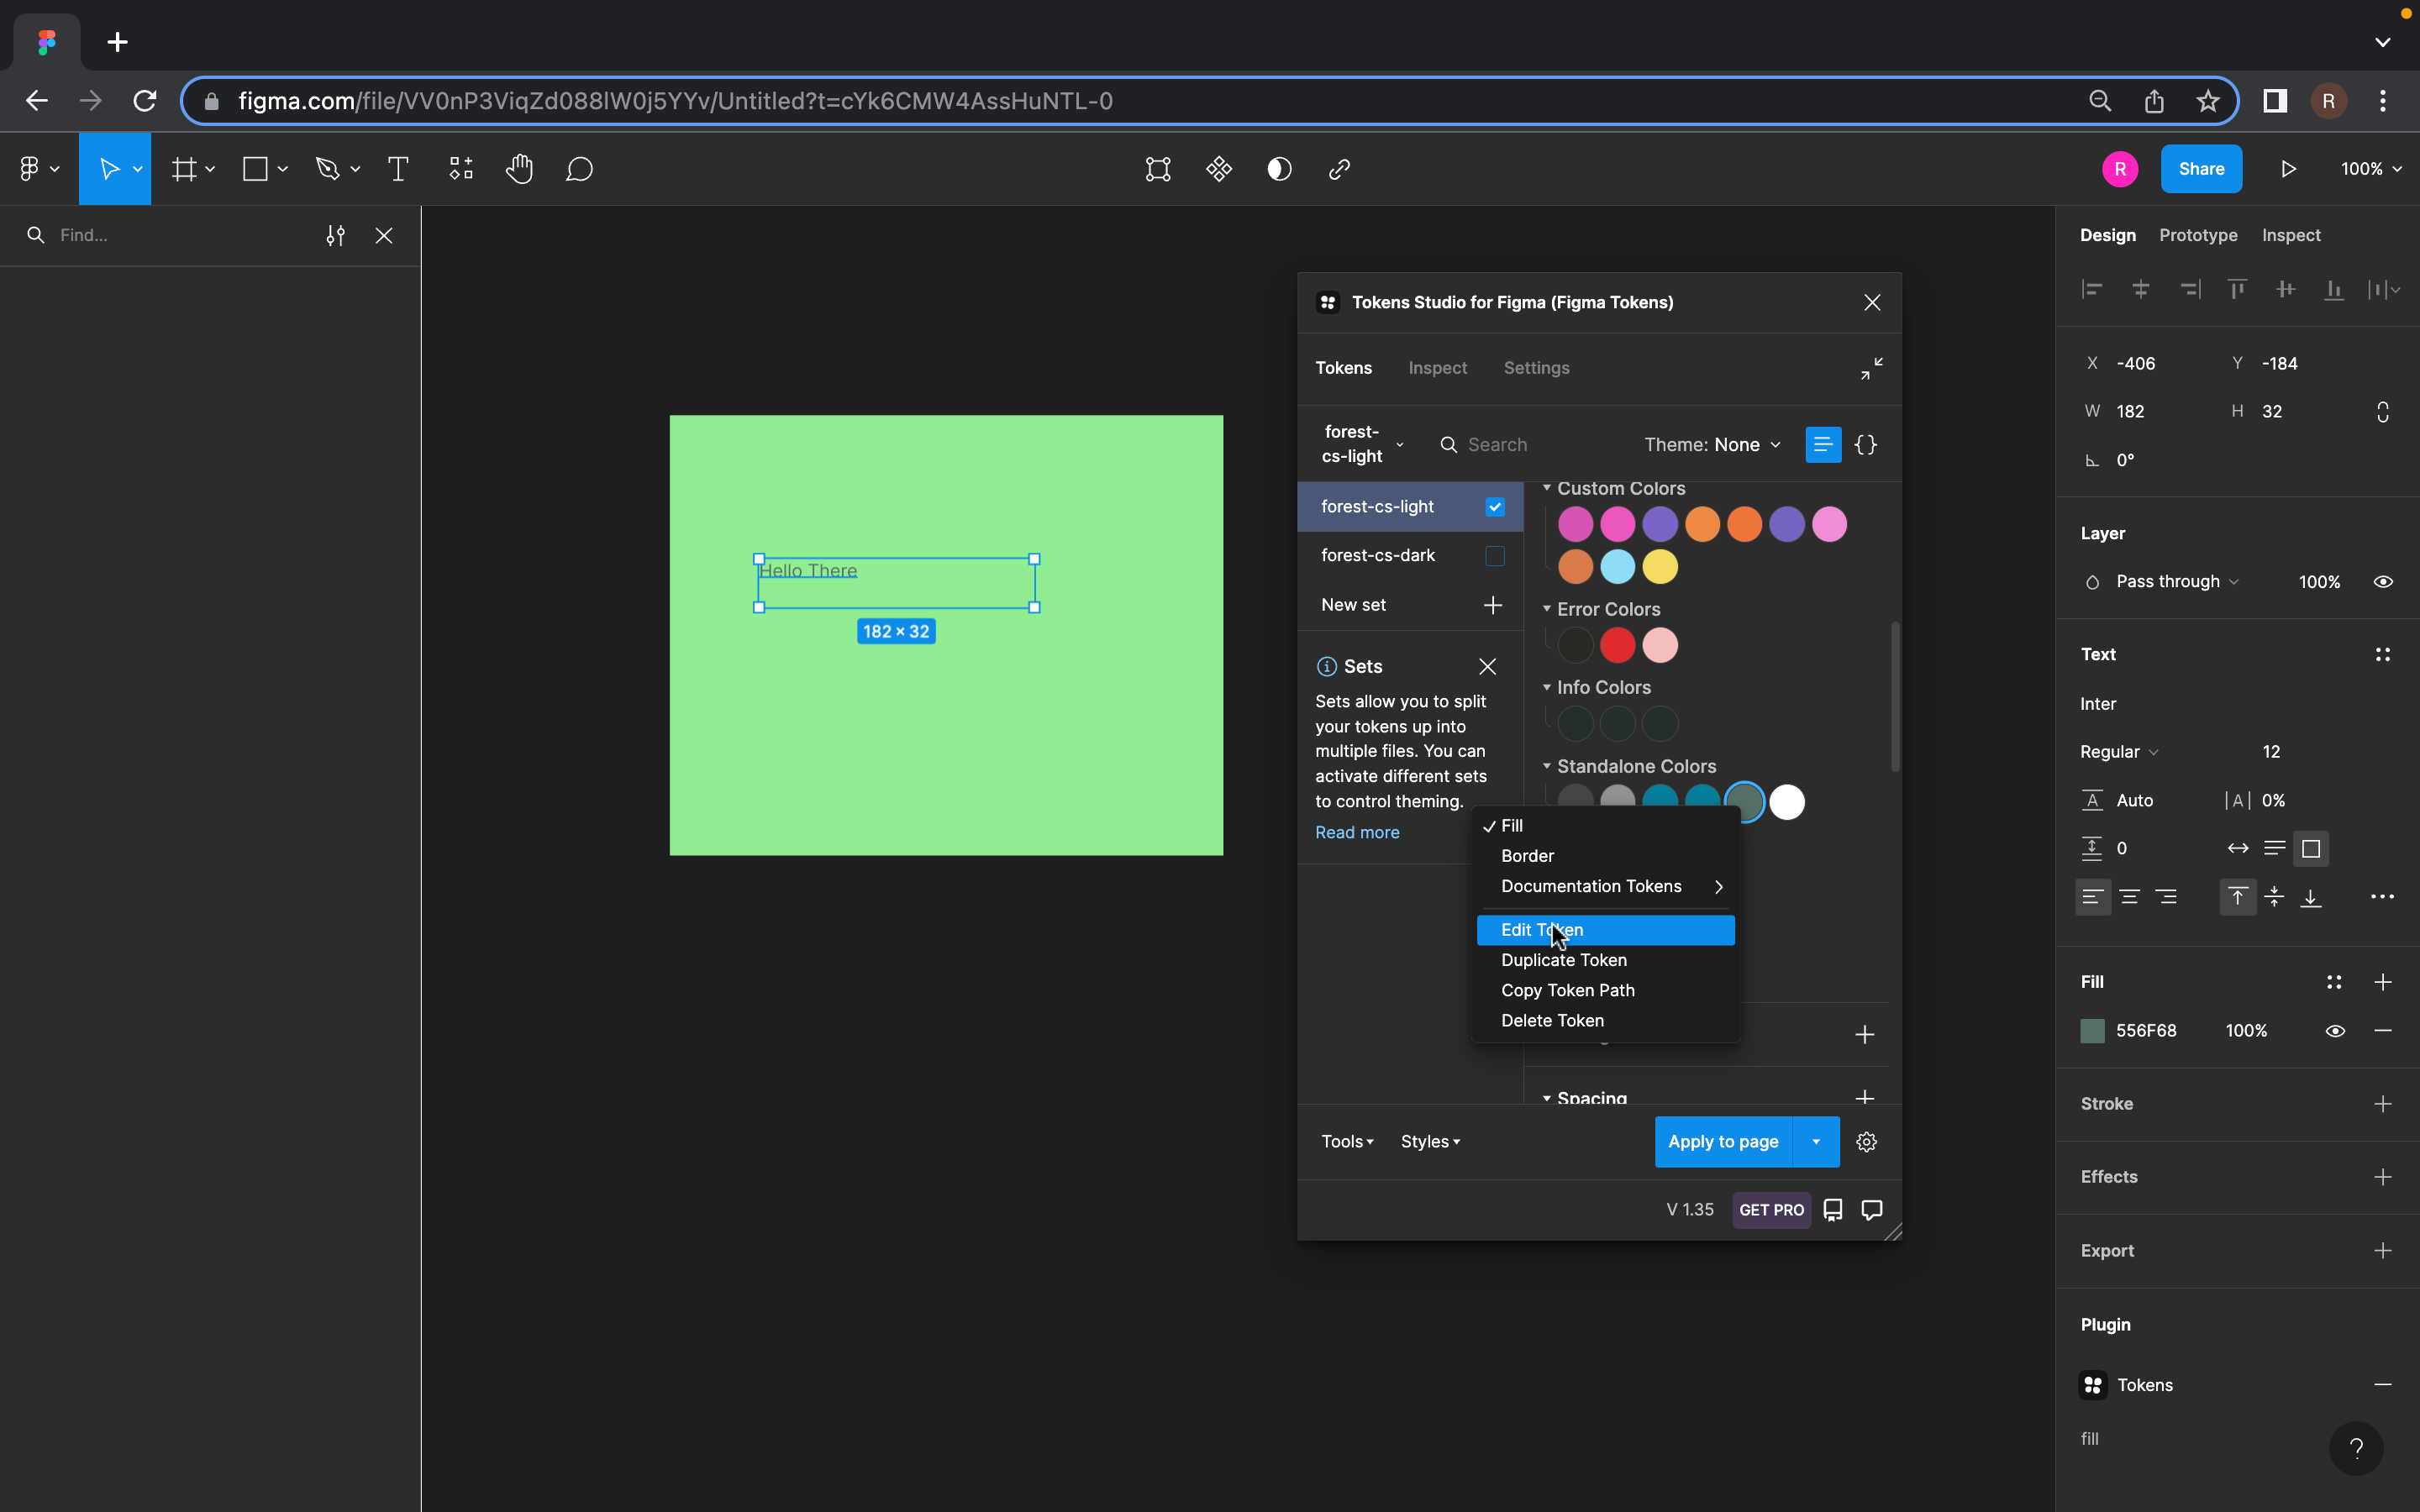 figma.com/file/VV0nP3ViqZd088lW0j5YYv/Untitled?t=cYk6CMW4AssHuNTL-0
R
R
Share
100%
Find...
Hello There
182 × 32
Tokens Studio for Figma (Figma Tokens)
Tokens
Inspect
Settings
forest-
cs-light
Search
Theme: None
forest-cs-light
forest-cs-dark
New set
Sets
Sets allow you to split
your tokens up into
multiple files. You can
activate different sets
to control theming.
Read more
Custom Colors
Error Colors
Info Colors
Standalone Colors
Fill
Border
Documentation Tokens
Edit Token
Duplicate Token
Copy Token Path
Delete Token
Spacing
Tools
Styles
Apply to page
V 1.35
GET PRO
Design
Prototype
Inspect
X -406
Y -184
W 182
H 32
0°
Layer
Pass through
100%
Text
Inter
Regular
12
Auto
0%
0
Fill
556F68
100%
Stroke
Effects
Export
Plugin
Tokens
fill
?